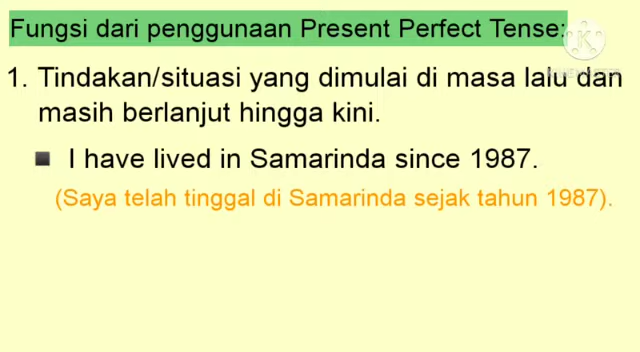 Fungsi dari penggunaan Present Perfect Tense:
1. Tindakan/situasi yang dimulai di masa lalu dan
masih berlanjut hingga kini.
I have lived in Samarinda since 1987.
(Saya telah tinggal di Samarinda sejak tahun 1987).